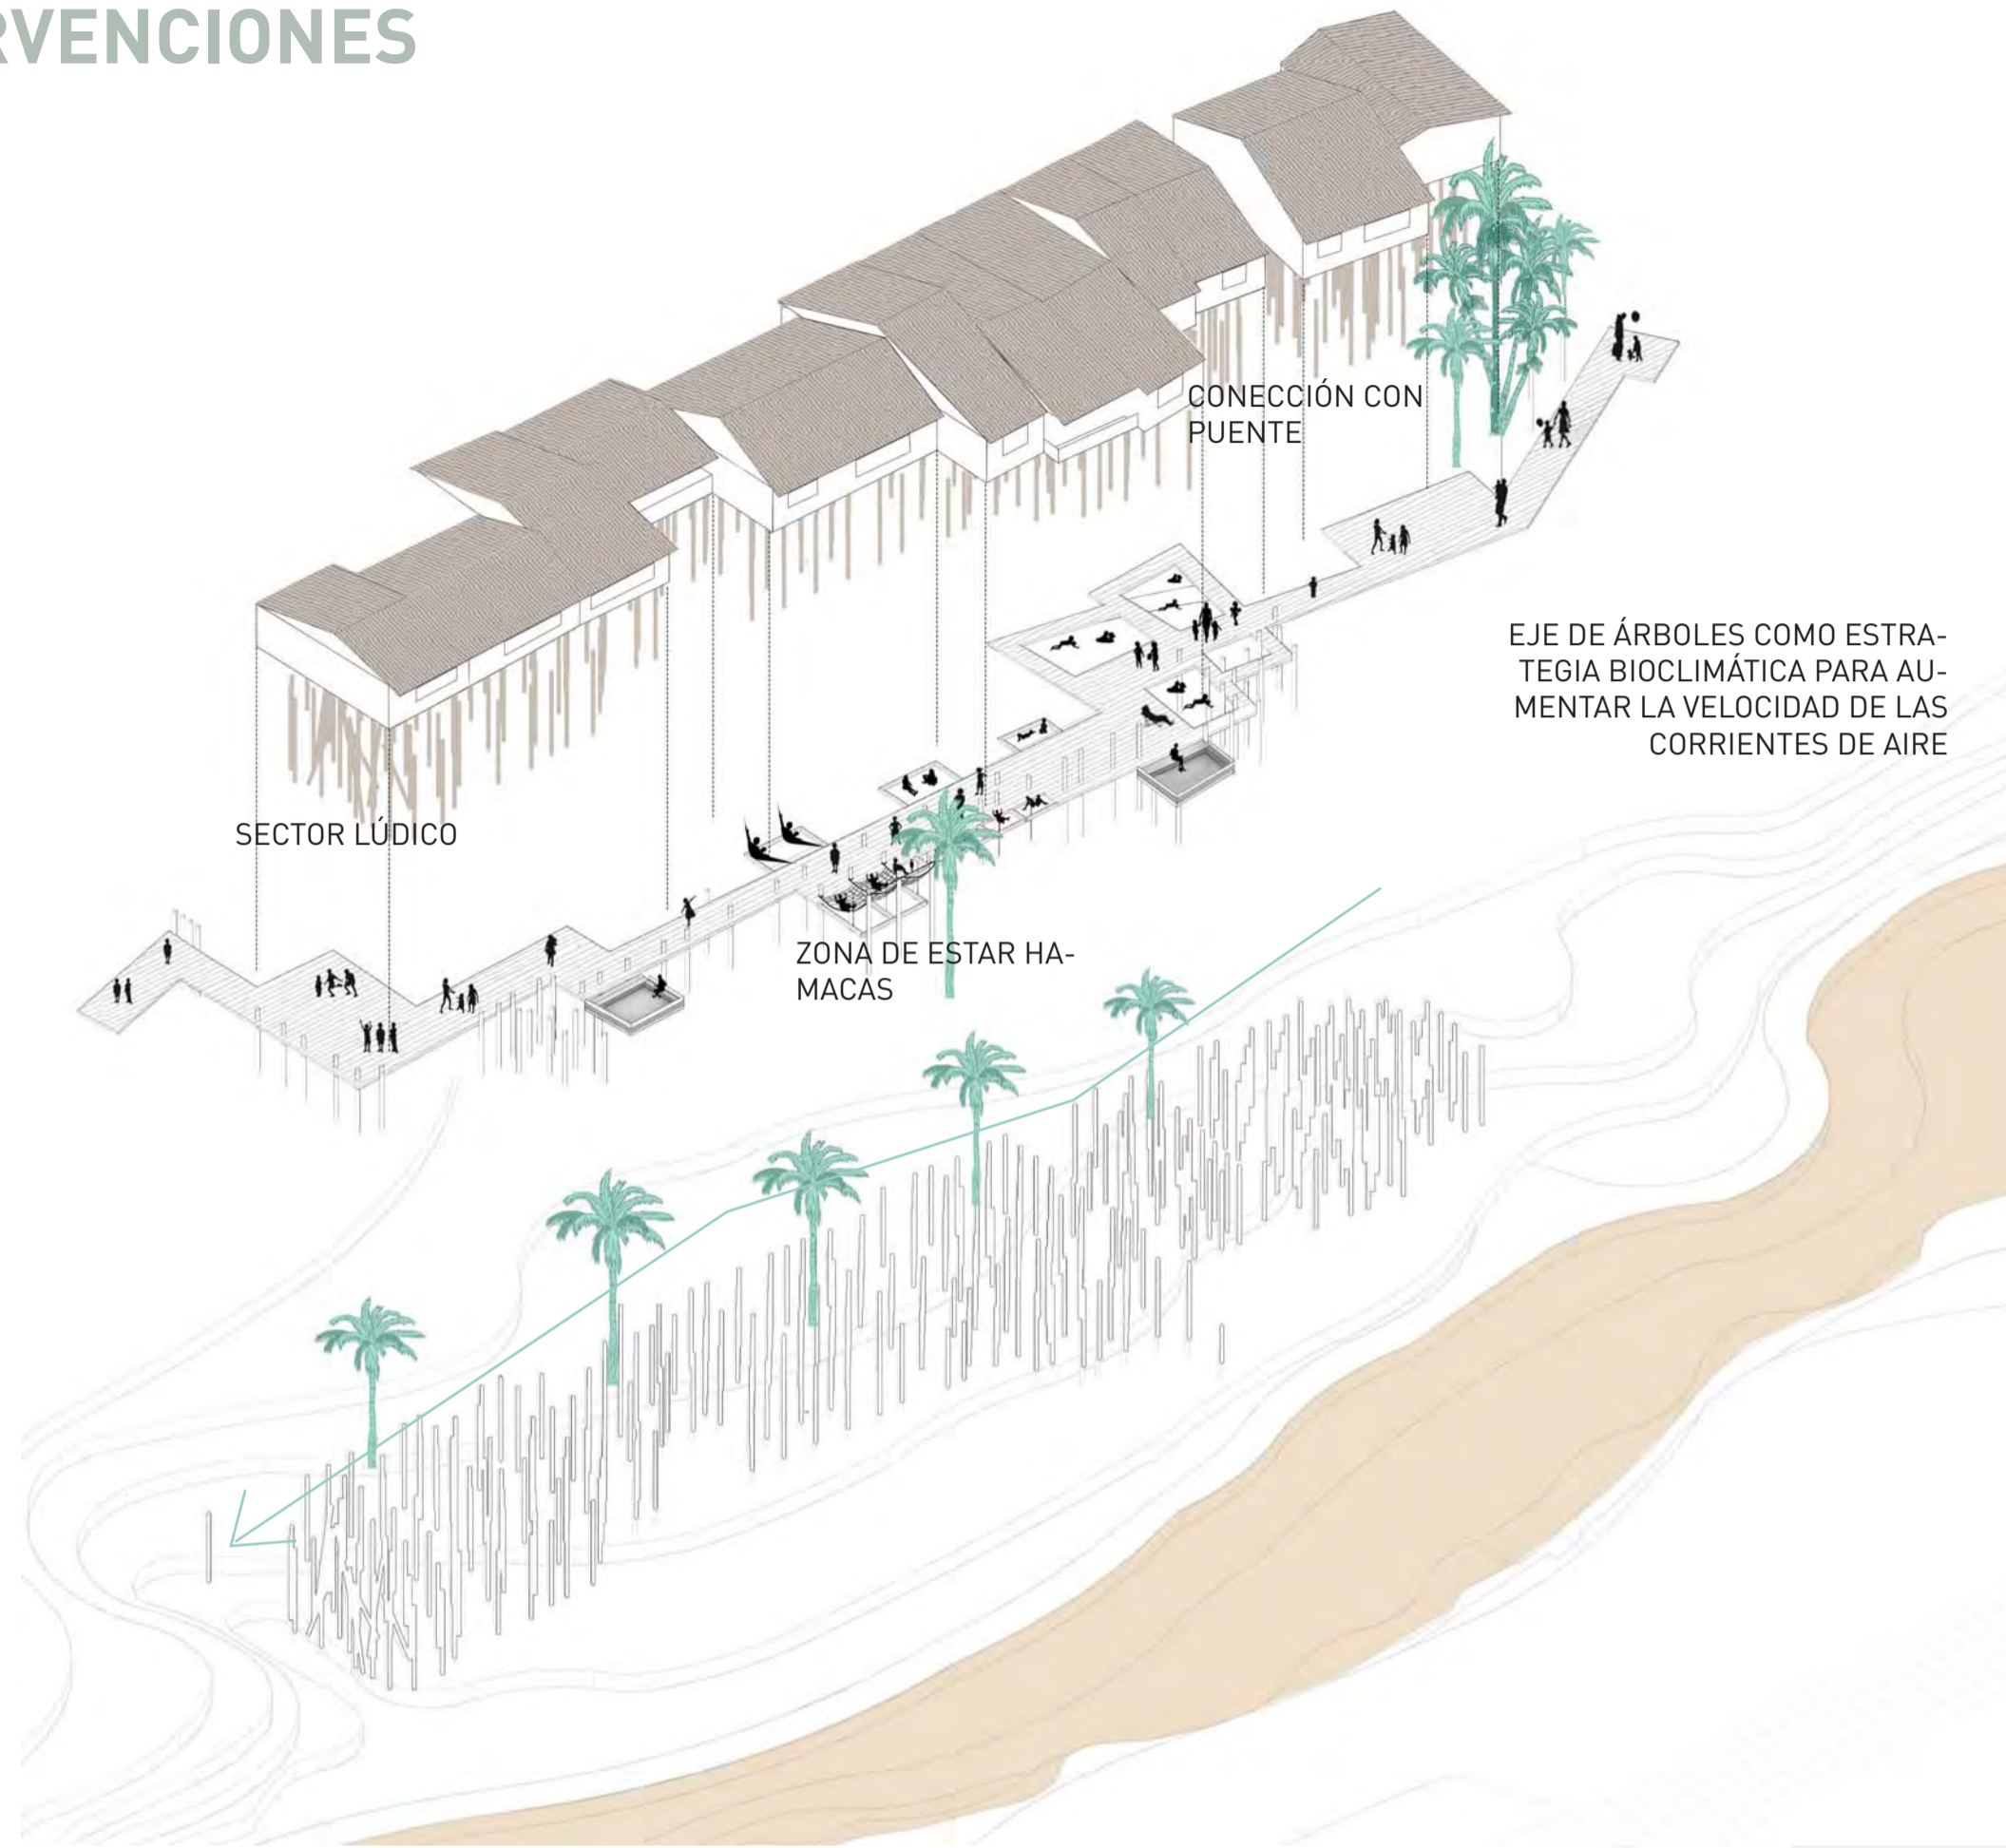 RVENCIONES
CONECCIÓN CON
PUENTE
EJE DE ÁRBOLES COMO ESTRA-
TEGIA BIOCLIMÁTICA PARA AU-
MENTAR LA VELOCIDAD DE LAS
CORRIENTES DE AIRE
SECTOR LÚDICO
ZONA DE ESTAR HA-
MACAS